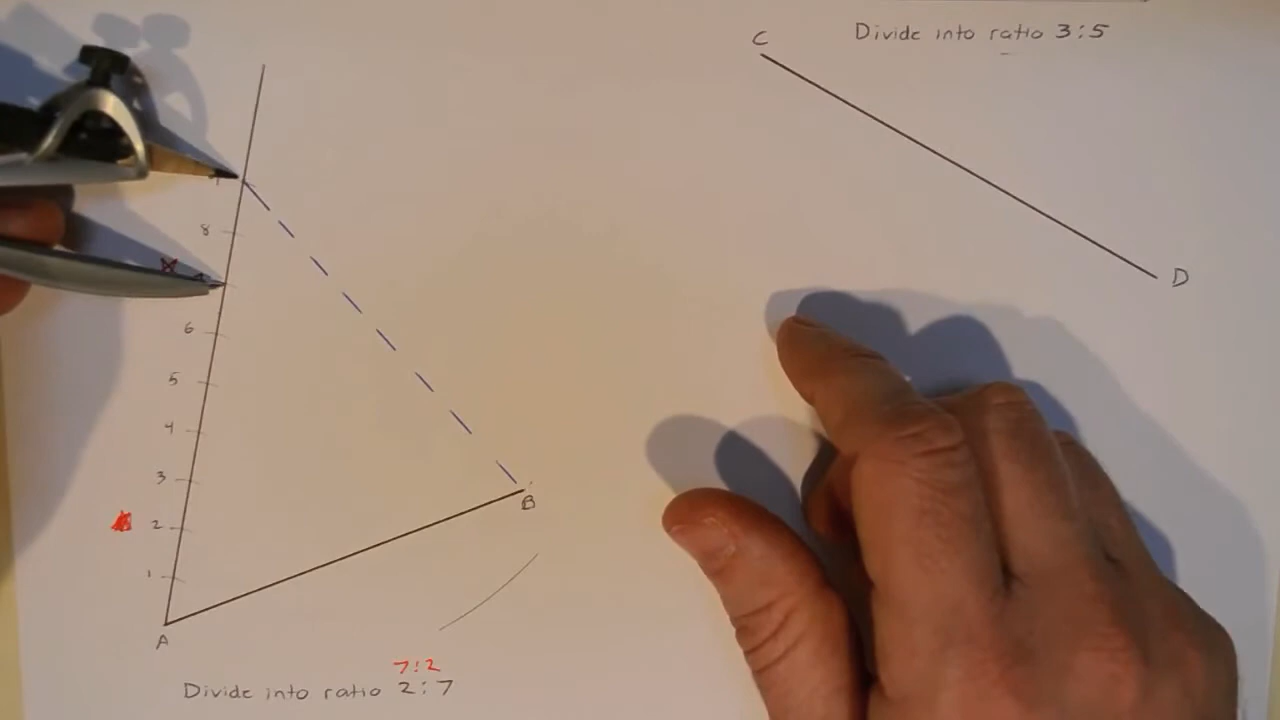 C
Divide into ratio 3:5
D
8
6
5
4
3
2
1
B
A
7:2
Divide into ratio 2:7